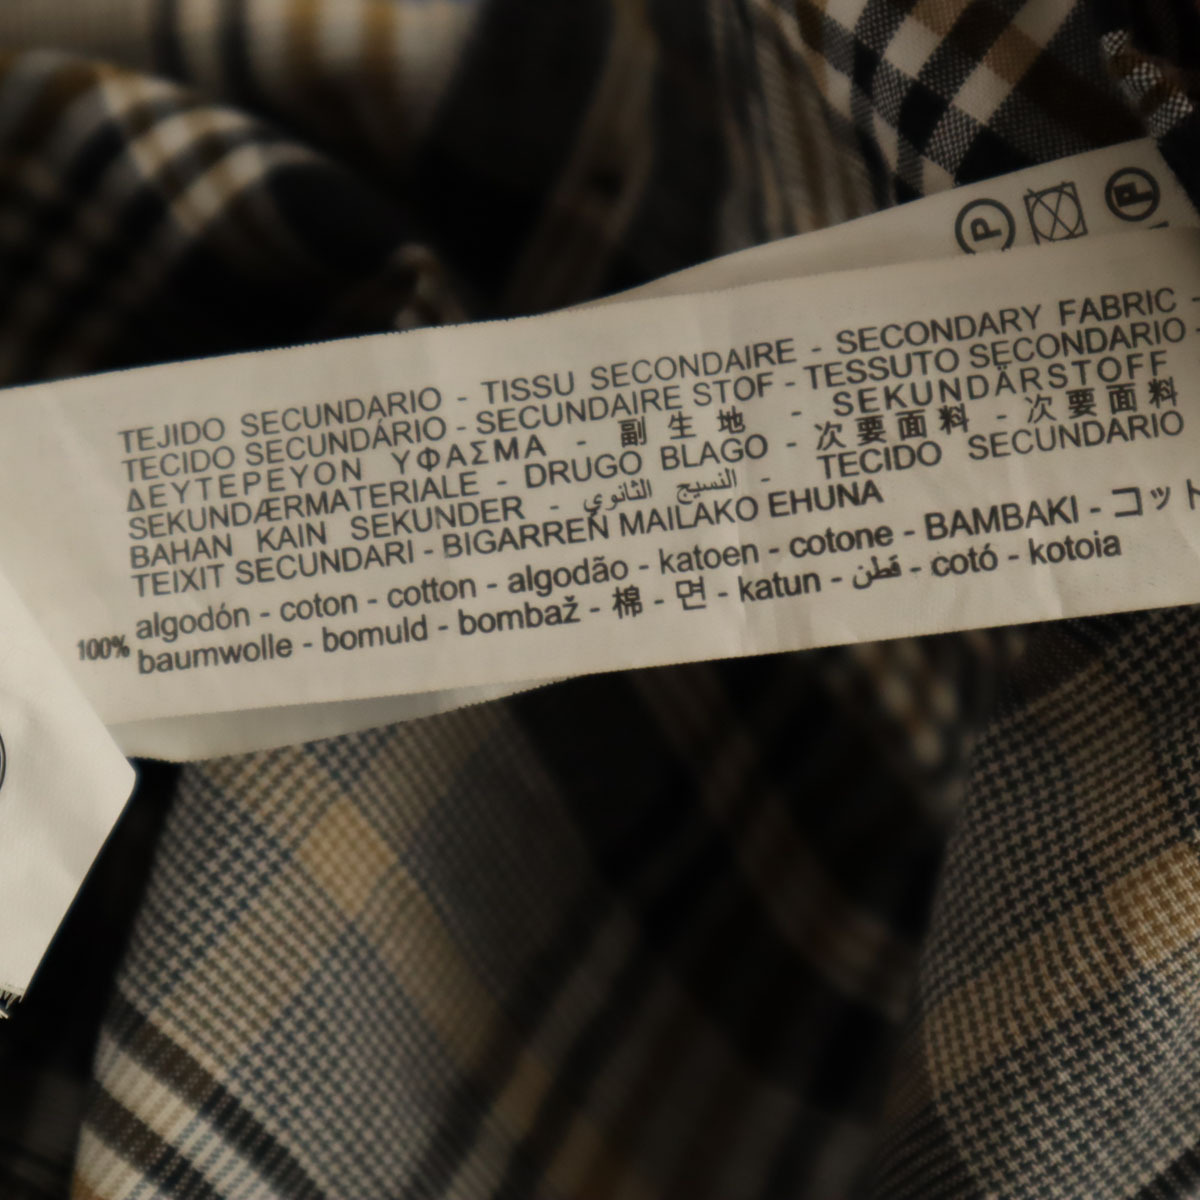 P P
TEJIDO SECUNDARIO - TISSU SECONDAIRE - SECONDARY FABRIC -
TECIDO SECUNDÁRIO - SECUNDAIRE STOF - TESSUTO SECONDARIO -
ΔΕΥΤΕΡΕΥΟΝ ΥΦΑΣΜΑ - 副 生 地 - SEKUNDÄRSTOFF
SEKUNDÆRMATERIALE - DRUGO BLAGO - 次要面料 - 次要面料
BAHAN KAIN SEKUNDER - النسيج الثانوي - TECIDO SECUNDARIO
TEIXIT SECUNDARI - BIGARREN MAILAKO EHUNA
100% algodón - coton - cotton - algodão - katoen - cotone - BAMBAKI - コット
baumwolle - bomuld - bombaž - 棉 - 면 - katun - قطن - cotó - kotoia